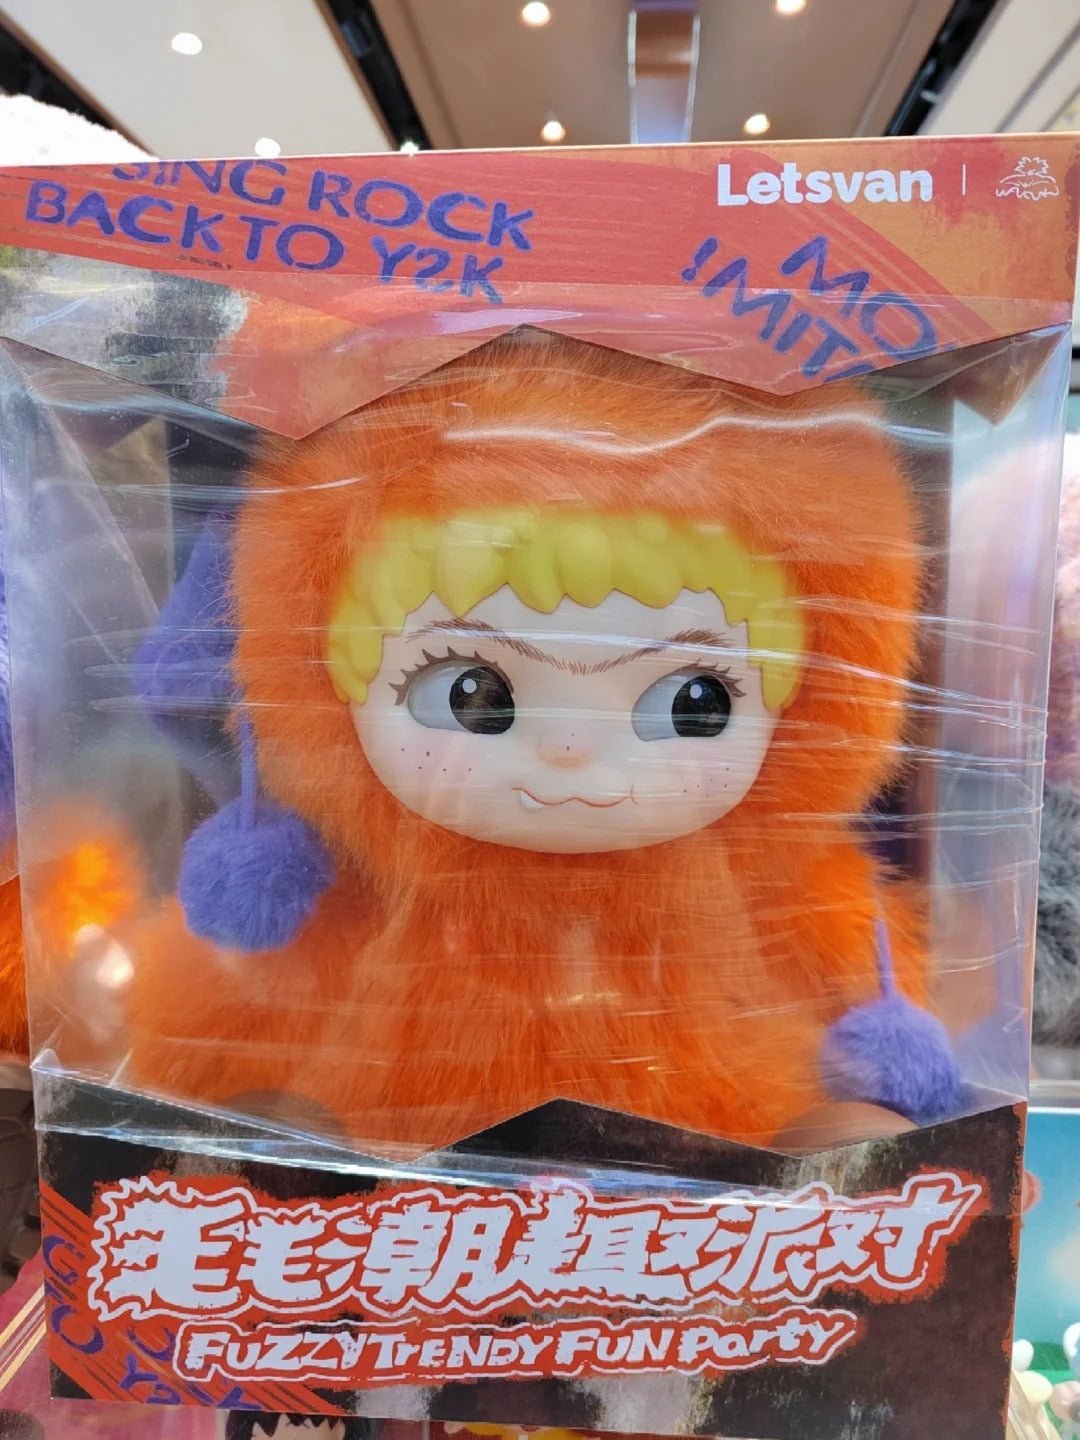 SING ROCK
BACK TO Y2K
Letsvan
毛毛潮趣派对
FUZZY TRENDY FUN Party